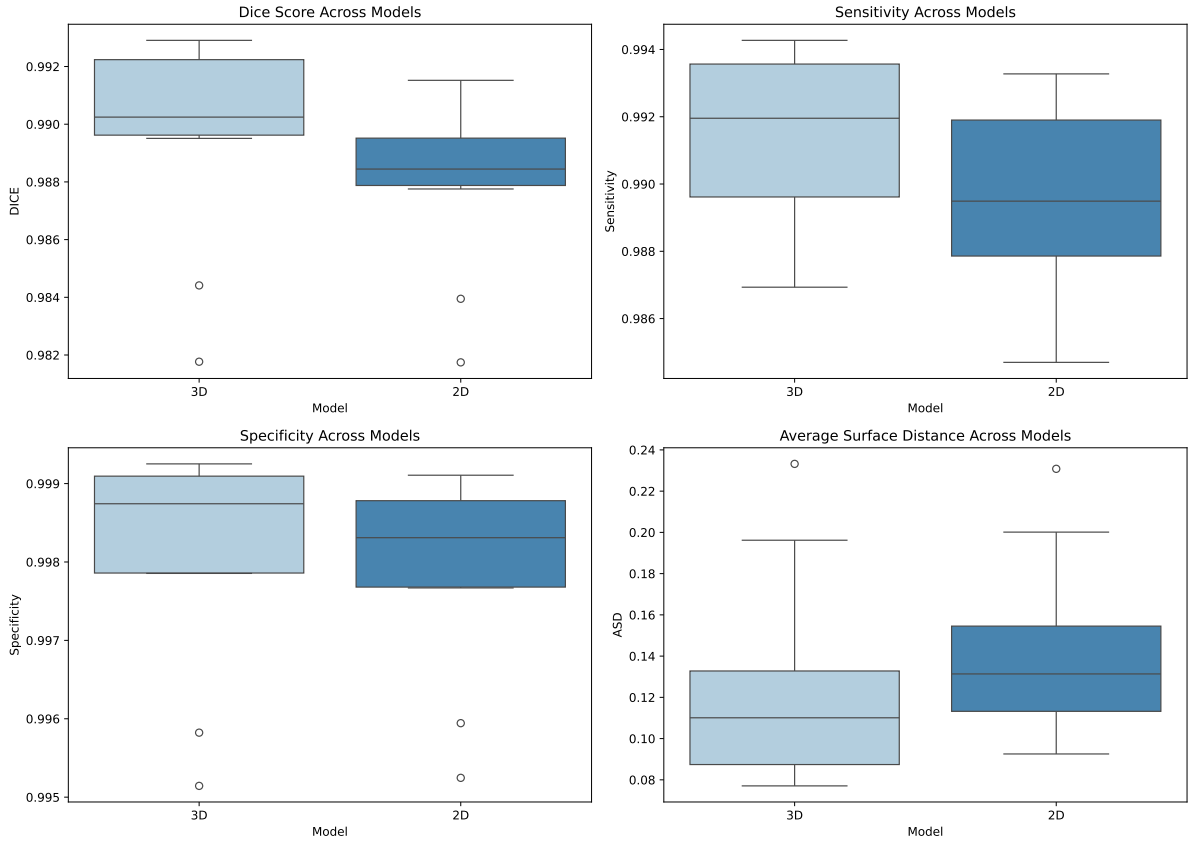 Dice Score Across Models
0.992
0.990
0.988
0.986
0.984
0.982
DICE
3D
2D
Model
Sensitivity Across Models
0.994
0.992
0.990
0.988
0.986
Sensitivity
3D
2D
Model
Specificity Across Models
0.999
0.998
0.997
0.996
0.995
Specificity
3D
2D
Model
Average Surface Distance Across Models
0.24
0.22
0.20
0.18
0.16
0.14
0.12
0.10
0.08
ASD
3D
2D
Model